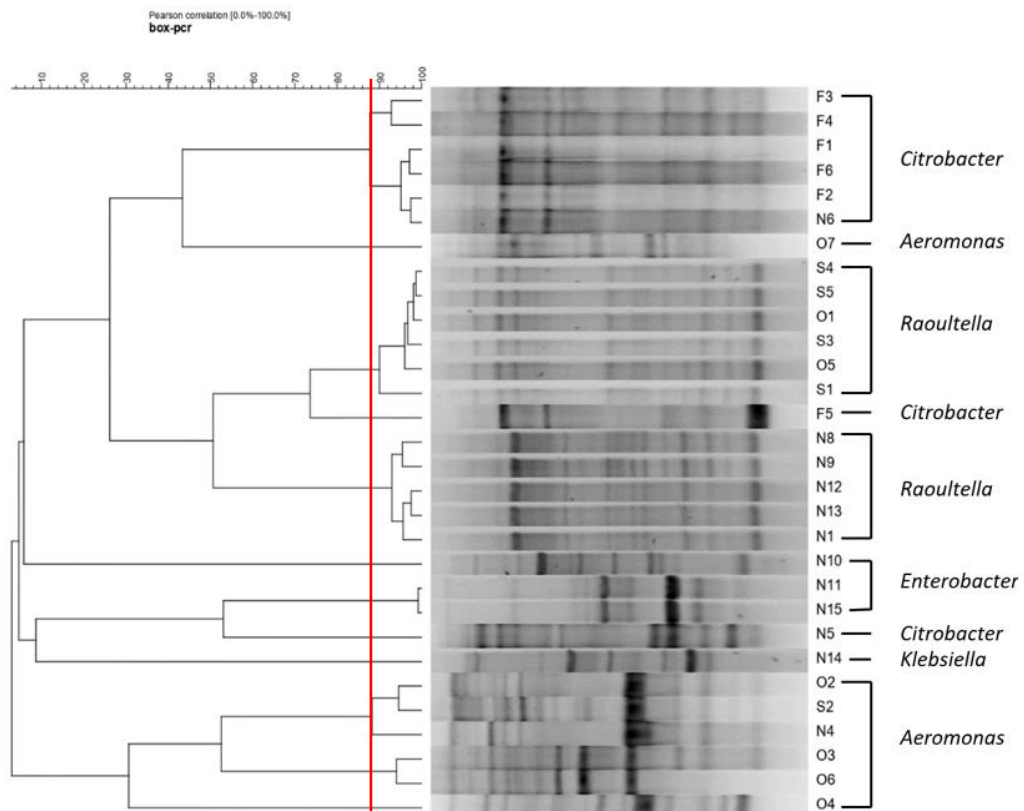 Pearson correlation [0.0%-100.0%]
box-pcr
10 20 30 40 50 60 70 80 90 100
F3
F4
F1
F6
F2
N6
Citrobacter
O7 Aeromonas
S4
S5
O1
S3
O5
S1
Raoultella
F5 Citrobacter
N8
N9
N12
N13
N1
Raoultella
N10
N11
N15
Enterobacter
N5 Citrobacter
N14 Klebsiella
O2
S2
N4
O3
O6
O4
Aeromonas